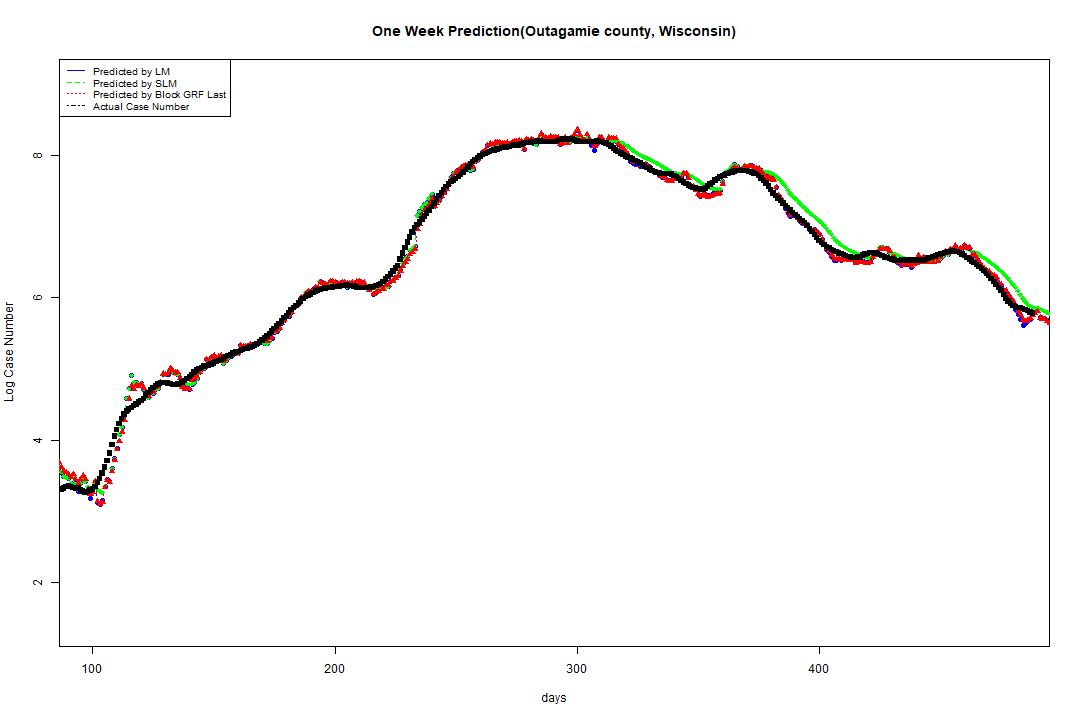 One Week Prediction(Outagamie county, Wisconsin)
Predicted by LM
Predicted by SLM
Predicted by Block GRF Last
Actual Case Number
8
6
4
2
Log Case Number
100 200 300 400
days